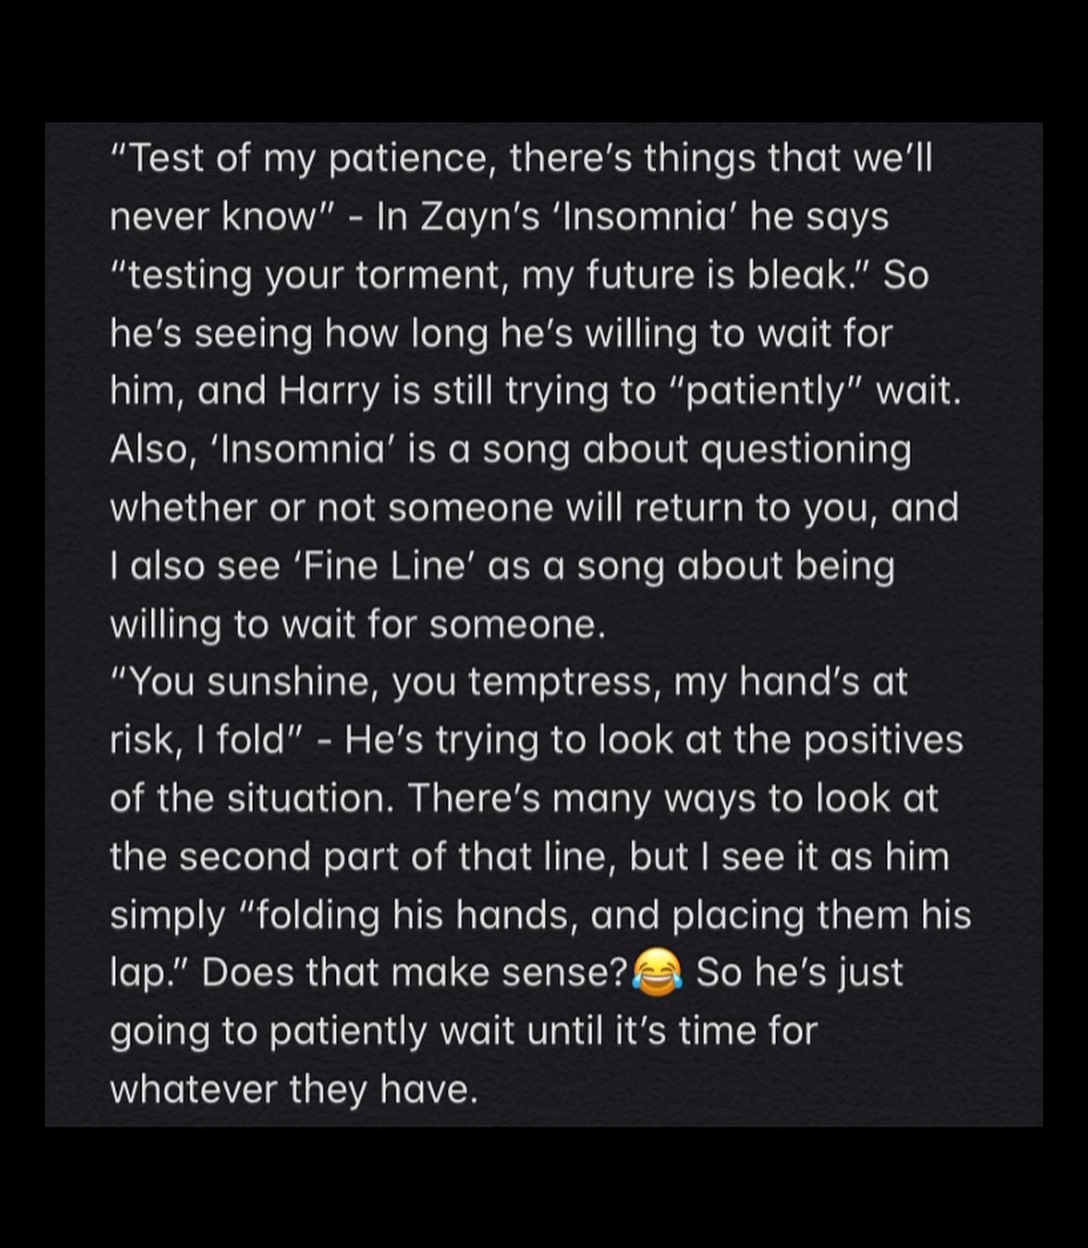 “Test of my patience, there’s things that we’ll
never know” - In Zayn’s ‘Insomnia’ he says
“testing your torment, my future is bleak.” So
he’s seeing how long he’s willing to wait for
him, and Harry is still trying to “patiently” wait.
Also, ‘Insomnia’ is a song about questioning
whether or not someone will return to you, and
I also see ‘Fine Line’ as a song about being
willing to wait for someone.
“You sunshine, you temptress, my hand’s at
risk, I fold” - He’s trying to look at the positives
of the situation. There’s many ways to look at
the second part of that line, but I see it as him
simply “folding his hands, and placing them his
lap.” Does that make sense?😂 So he’s just
going to patiently wait until it’s time for
whatever they have.